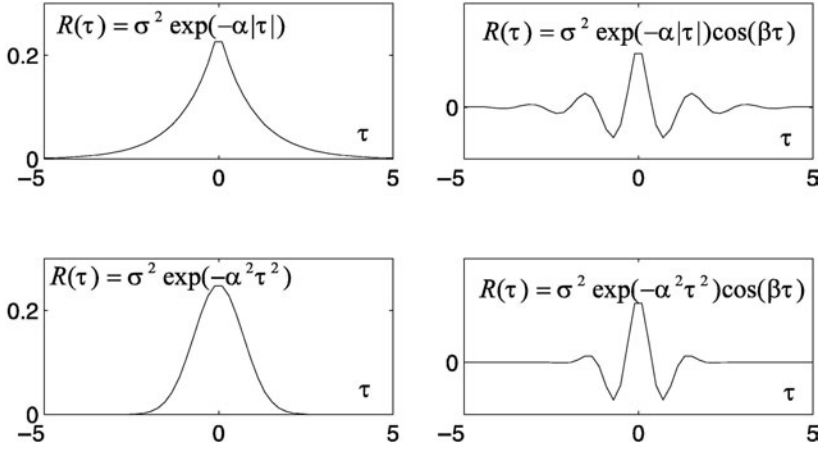 R(τ) = σ² exp(-α|τ|)
0.2
τ
0
-5
0
5
R(τ) = σ² exp(-α|τ|)cos(βτ)
0
τ
-5
0
5
R(τ) = σ² exp(-α²τ²)
0.2
τ
0
-5
0
5
R(τ) = σ² exp(-α²τ²)cos(βτ)
0
τ
-5
0
5